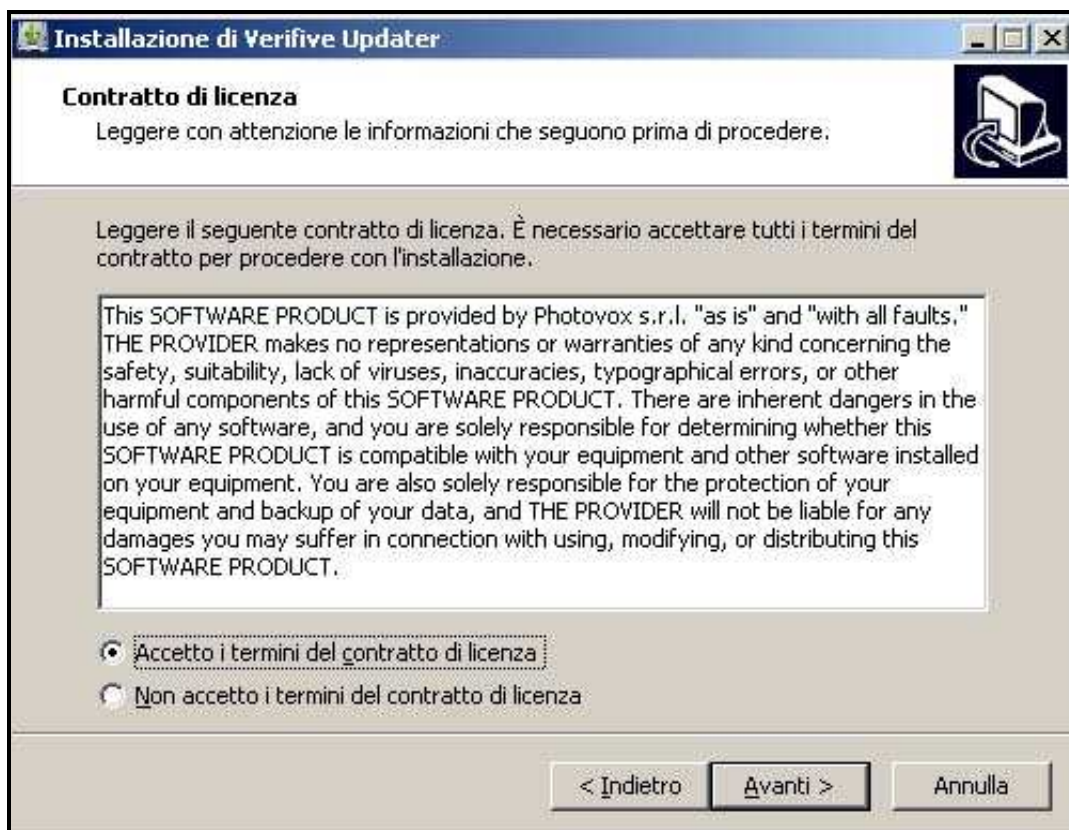 Installazione di Verifive Updater
Contratto di licenza
Leggere con attenzione le informazioni che seguono prima di procedere.
Leggere il seguente contratto di licenza. È necessario accettare tutti i termini del
contratto per procedere con l'installazione.
This SOFTWARE PRODUCT is provided by Photovox s.r.l. "as is" and "with all faults."
THE PROVIDER makes no representations or warranties of any kind concerning the
safety, suitability, lack of viruses, inaccuracies, typographical errors, or other
harmful components of this SOFTWARE PRODUCT. There are inherent dangers in the
use of any software, and you are solely responsible for determining whether this
SOFTWARE PRODUCT is compatible with your equipment and other software installed
on your equipment. You are also solely responsible for the protection of your
equipment and backup of your data, and THE PROVIDER will not be liable for any
damages you may suffer in connection with using, modifying, or distributing this
SOFTWARE PRODUCT.
Accetto i termini del contratto di licenza
Non accetto i termini del contratto di licenza
< Indietro
Avanti >
Annulla